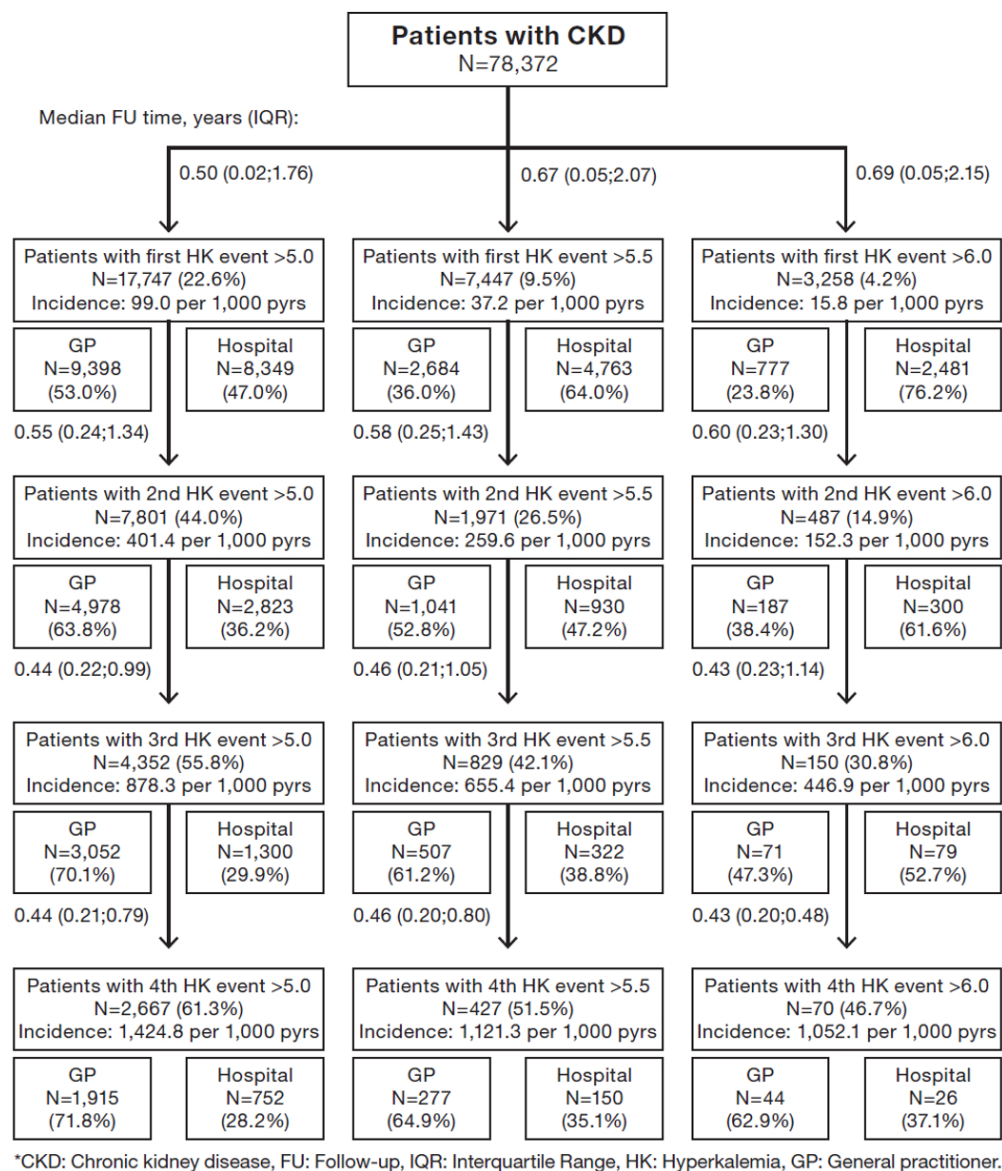 Patients with CKD
N=78,372
Median FU time, years (IQR):
0.50 (0.02;1.76)
0.67 (0.05;2.07)
0.69 (0.05;2.15)
Patients with first HK event >5.0
N=17,747 (22.6%)
Incidence: 99.0 per 1,000 pyrs
Patients with first HK event >5.5
N=7,447 (9.5%)
Incidence: 37.2 per 1,000 pyrs
Patients with first HK event >6.0
N=3,258 (4.2%)
Incidence: 15.8 per 1,000 pyrs
GP
N=9,398
(53.0%)
Hospital
N=8,349
(47.0%)
GP
N=2,684
(36.0%)
Hospital
N=4,763
(64.0%)
GP
N=777
(23.8%)
Hospital
N=2,481
(76.2%)
0.55 (0.24;1.34)
0.58 (0.25;1.43)
0.60 (0.23;1.30)
Patients with 2nd HK event >5.0
N=7,801 (44.0%)
Incidence: 401.4 per 1,000 pyrs
Patients with 2nd HK event >5.5
N=1,971 (26.5%)
Incidence: 259.6 per 1,000 pyrs
Patients with 2nd HK event >6.0
N=487 (14.9%)
Incidence: 152.3 per 1,000 pyrs
GP
N=4,978
(63.8%)
Hospital
N=2,823
(36.2%)
GP
N=1,041
(52.8%)
Hospital
N=930
(47.2%)
GP
N=187
(38.4%)
Hospital
N=300
(61.6%)
0.44 (0.22;0.99)
0.46 (0.21;1.05)
0.43 (0.23;1.14)
Patients with 3rd HK event >5.0
N=4,352 (55.8%)
Incidence: 878.3 per 1,000 pyrs
Patients with 3rd HK event >5.5
N=829 (42.1%)
Incidence: 655.4 per 1,000 pyrs
Patients with 3rd HK event >6.0
N=150 (30.8%)
Incidence: 446.9 per 1,000 pyrs
GP
N=3,052
(70.1%)
Hospital
N=1,300
(29.9%)
GP
N=507
(61.2%)
Hospital
N=322
(38.8%)
GP
N=71
(47.3%)
Hospital
N=79
(52.7%)
0.44 (0.21;0.79)
0.46 (0.20;0.80)
0.43 (0.20;0.48)
Patients with 4th HK event >5.0
N=2,667 (61.3%)
Incidence: 1,424.8 per 1,000 pyrs
Patients with 4th HK event >5.5
N=427 (51.5%)
Incidence: 1,121.3 per 1,000 pyrs
Patients with 4th HK event >6.0
N=70 (46.7%)
Incidence: 1,052.1 per 1,000 pyrs
GP
N=1,915
(71.8%)
Hospital
N=752
(28.2%)
GP
N=277
(64.9%)
Hospital
N=150
(35.1%)
GP
N=44
(62.9%)
Hospital
N=26
(37.1%)
*CKD: Chronic kidney disease, FU: Follow-up, IQR: Interquartile Range, HK: Hyperkalemia, GP: General practitioner.